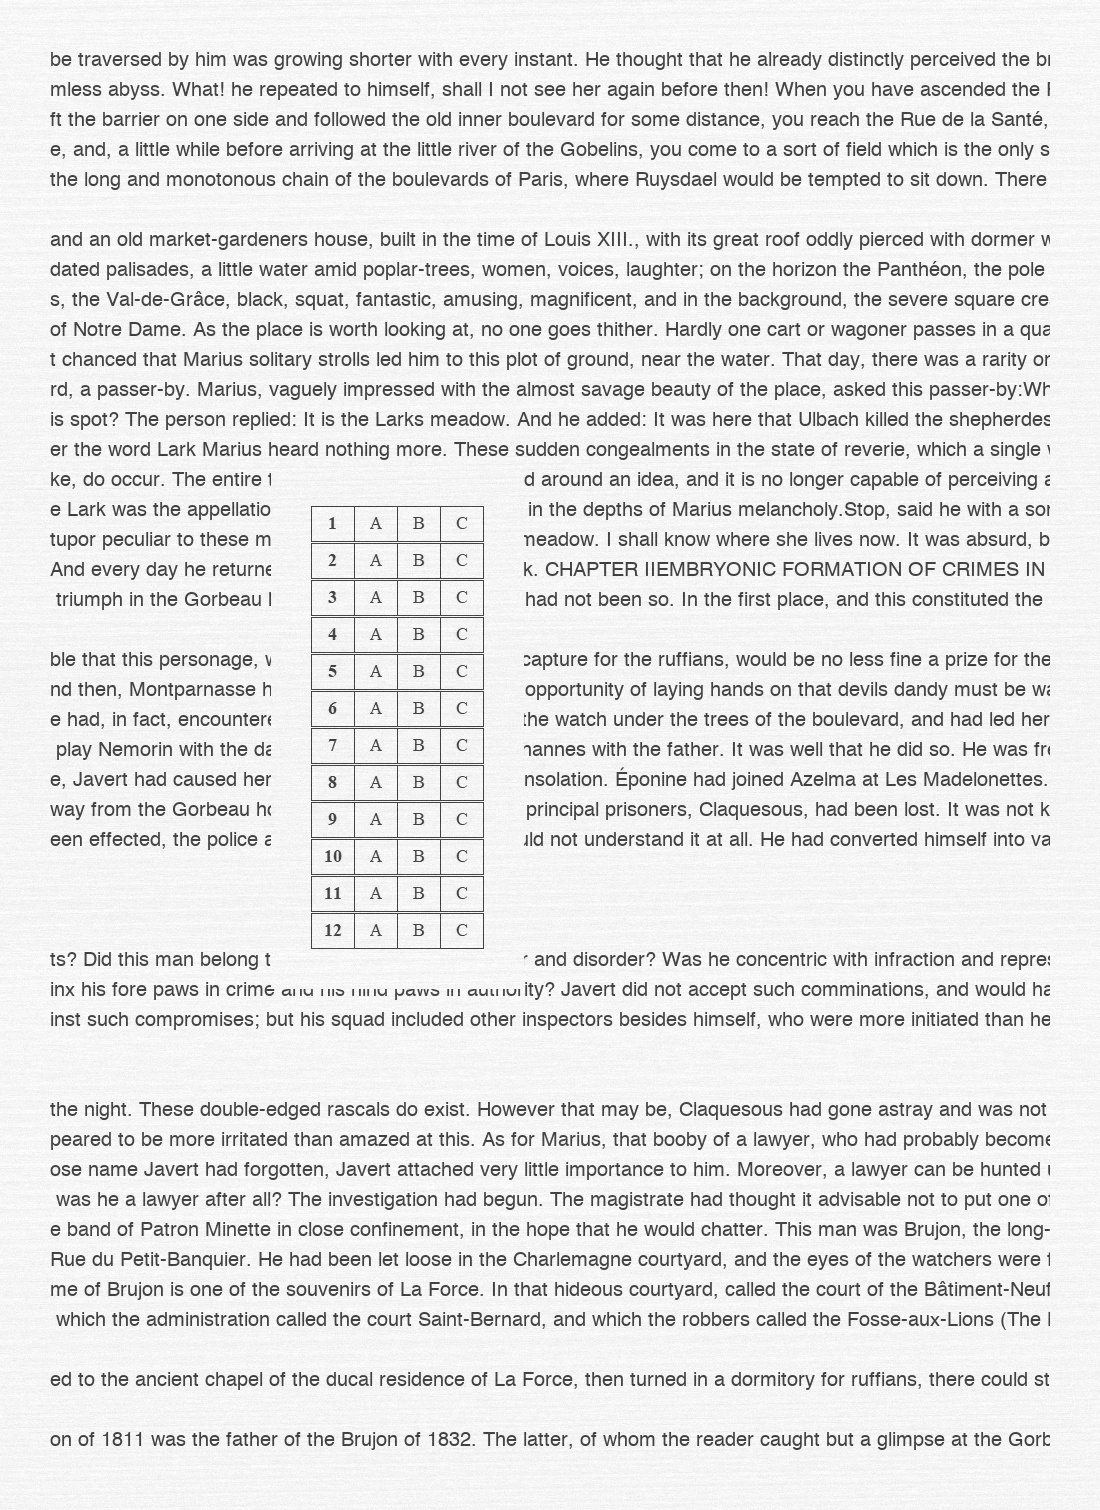 be traversed by him was growing shorter with every instant. He thought that he already distinctly perceived the
mless abyss. What! he repeated to himself, shall I not see her again before then! When you have ascended the
ft the barrier on one side and followed the old inner boulevard for some distance, you reach the Rue de la Santé,
e, and, a little while before arriving at the little river of the Gobelins, you come to a sort of field which is the only s
the long and monotonous chain of the boulevards of Paris, where Ruysdael would be tempted to sit down. There
and an old market-gardeners house, built in the time of Louis XIII., with its great roof oddly pierced with dormer
dated palisades, a little water amid poplar-trees, women, voices, laughter; on the horizon the Panthéon, the pole
s, the Val-de-Grâce, black, squat, fantastic, amusing, magnificent, and in the background, the severe square cre
of Notre Dame. As the place is worth looking at, no one goes thither. Hardly one cart or wagoner passes in a qua
t chanced that Marius solitary strolls led him to this plot of ground, near the water. That day, there was a rarity on
rd, a passer-by. Marius, vaguely impressed with the almost savage beauty of the place, asked this passer-by:Wh
is spot? The person replied: It is the Larks meadow. And he added: It was here that Ulbach killed the shepherdes
er the word Lark Marius heard nothing more. These sudden congealments in the state of reverie, which a single
ke, do occur. The entire d around an idea, and it is no longer capable of perceiving a
e Lark was the appellatio in the depths of Marius melancholy.Stop, said he with a sor
tupor peculiar to these m meadow. I shall know where she lives now. It was absurd, b
And every day he returne k. CHAPTER IIEMBRYONIC FORMATION OF CRIMES IN
triumph in the Gorbeau had not been so. In the first place, and this constituted the
ble that this personage, capture for the ruffians, would be no less fine a prize for the
nd then, Montparnasse h opportunity of laying hands on that devils dandy must be wa
e had, in fact, encountere the watch under the trees of the boulevard, and had led her
play Nemorin with the da hannes with the father. It was well that he did so. He was fre
e, Javert had caused her nsolation. Éponine had joined Azelma at Les Madelonettes.
way from the Gorbeau ho principal prisoners, Claquesous, had been lost. It was not k
een effected, the police a uld not understand it at all. He had converted himself into va
1 A B C
2 A B C
3 A B C
4 A B C
5 A B C
6 A B C
7 A B C
8 A B C
9 A B C
10 A B C
11 A B C
12 A B C
ts? Did this man belong t and disorder? Was he concentric with infraction and repres
inx his fore paws in crime and his hind paws in authority? Javert did not accept such comminations, and would ha
inst such compromises; but his squad included other inspectors besides himself, who were more initiated than he
the night. These double-edged rascals do exist. However that may be, Claquesous had gone astray and was not
peared to be more irritated than amazed at this. As for Marius, that booby of a lawyer, who had probably become
ose name Javert had forgotten, Javert attached very little importance to him. Moreover, a lawyer can be hunted
was he a lawyer after all? The investigation had begun. The magistrate had thought it advisable not to put one of
e band of Patron Minette in close confinement, in the hope that he would chatter. This man was Brujon, the long-
Rue du Petit-Banquier. He had been let loose in the Charlemagne courtyard, and the eyes of the watchers were
me of Brujon is one of the souvenirs of La Force. In that hideous courtyard, called the court of the Bâtiment-Neuf
which the administration called the court Saint-Bernard, and which the robbers called the Fosse-aux-Lions (The
ed to the ancient chapel of the ducal residence of La Force, then turned in a dormitory for ruffians, there could st
on of 1811 was the father of the Brujon of 1832. The latter, of whom the reader caught but a glimpse at the Gorb